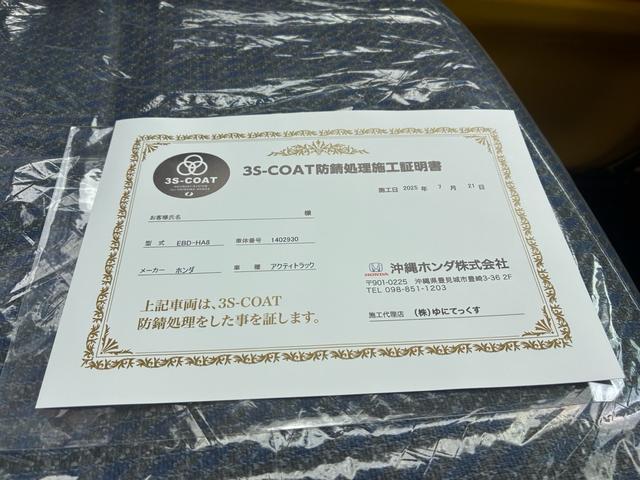 3S-COAT
3S-COAT防錆処理施工証明書
施工日 2025 年 7 月 21 日
お客様氏名 様
型 式 EBD-HA8 車体番号 1402930
メーカー ホンダ 車 種 アクティトラック
上記車両は、3S-COAT
防錆処理をした事を証します。
HONDA 沖縄ホンダ株式会社
〒901-0225 沖縄県豊見城市豊崎3-36 2F
TEL 098-851-1203
施工代理店 (株)ゆにてっくす